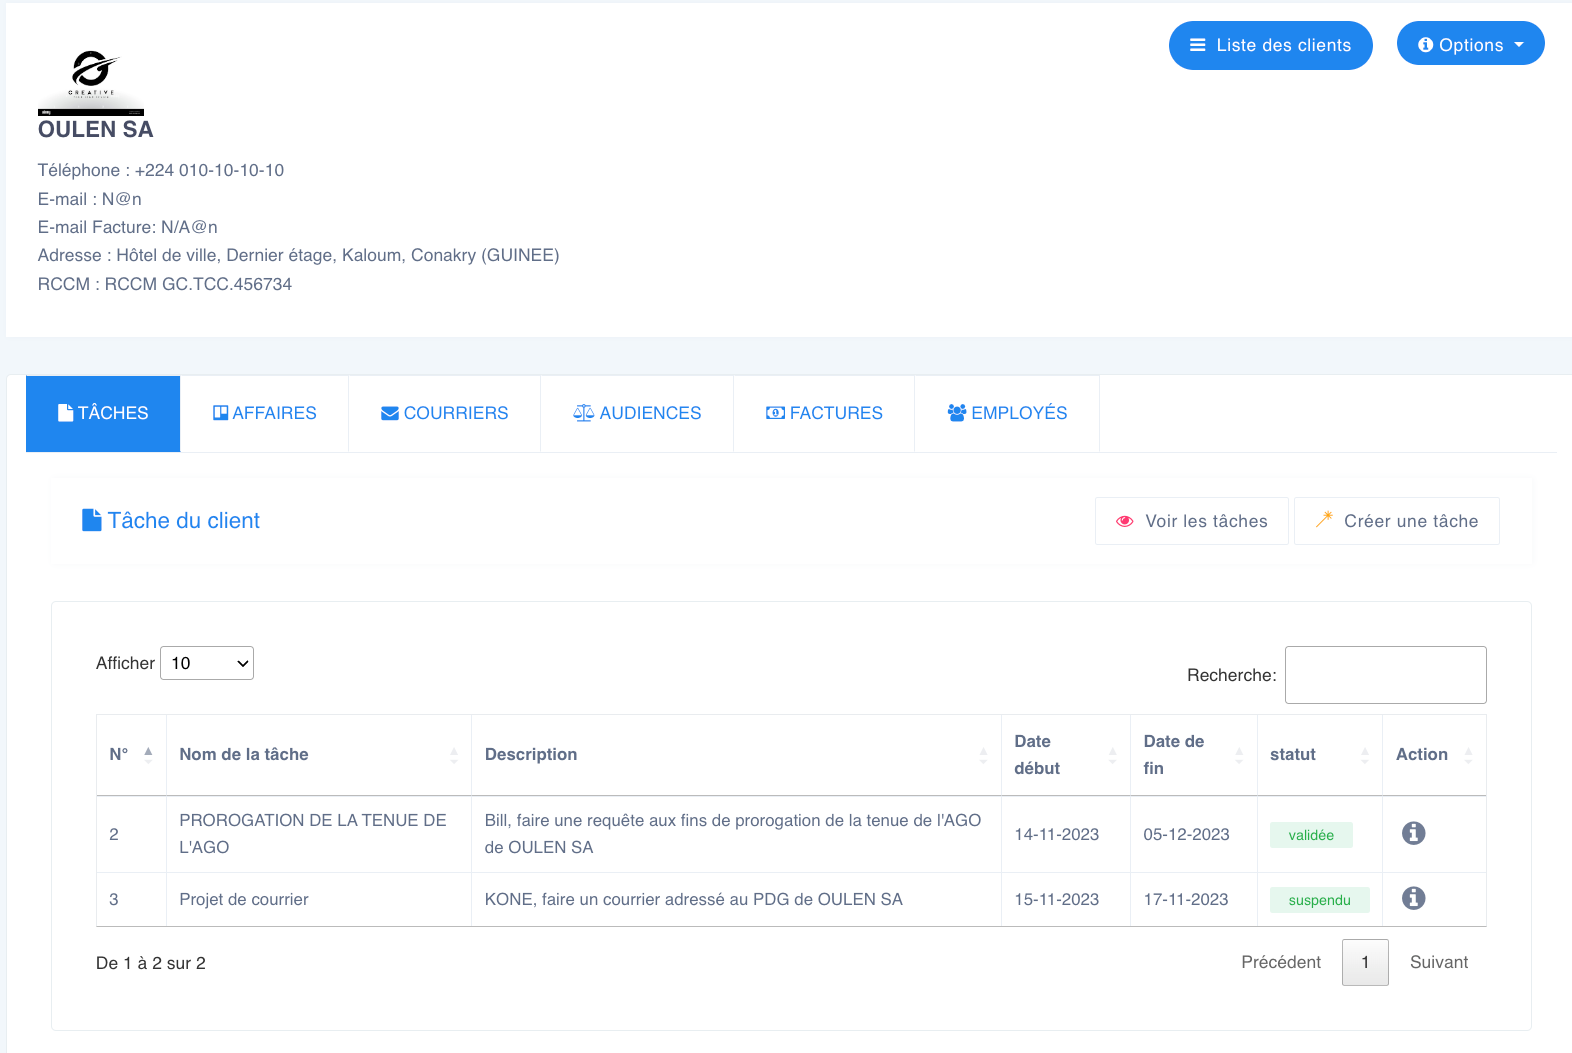 Liste des clients
Options
CREATIVE
OULEN SA
Téléphone : +224 010-10-10-10
E-mail : N@n
E-mail Facture: N/A@n
Adresse : Hôtel de ville, Dernier étage, Kaloum, Conakry (GUINEE)
RCCM : RCCM GC.TCC.456734
TÂCHES
AFFAIRES
COURRIERS
AUDIENCES
FACTURES
EMPLOYÉS
Tâche du client
Voir les tâches
Créer une tâche
Afficher 10
Recherche:
N° Nom de la tâche Description Date début Date de fin statut Action
2 PROROGATION DE LA TENUE DE L'AGO Bill, faire une requête aux fins de prorogation de la tenue de l'AGO de OULEN SA 14-11-2023 05-12-2023 validée
3 Projet de courrier KONE, faire un courrier adressé au PDG de OULEN SA 15-11-2023 17-11-2023 suspendu
De 1 à 2 sur 2
Précédent 1 Suivant